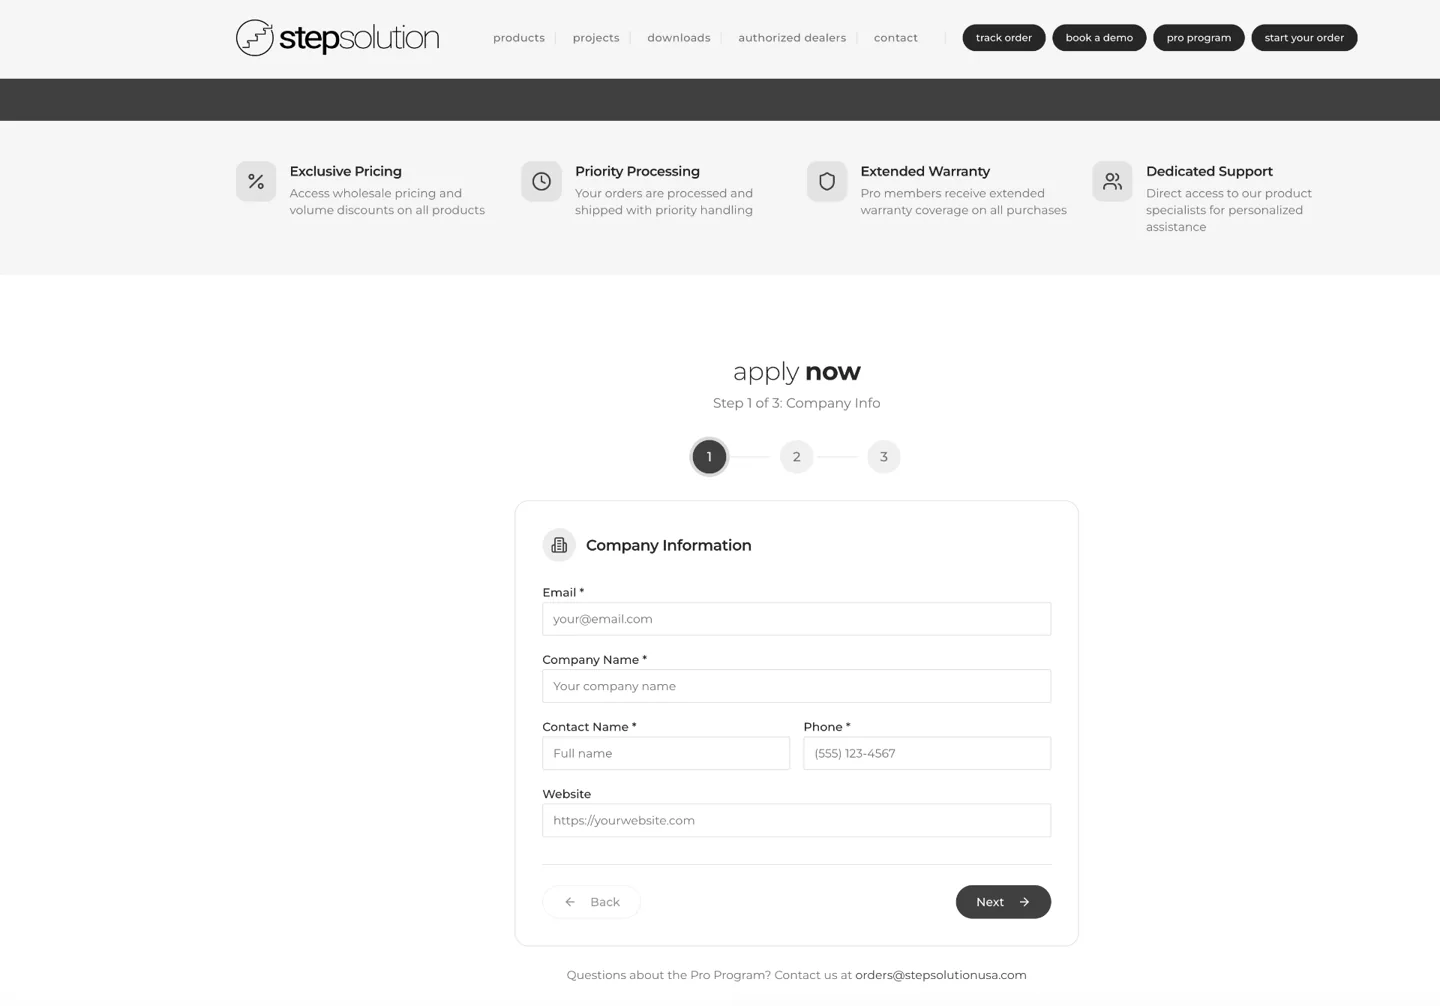 stepsolution
products
projects
downloads
authorized dealers
contact
track order
book a demo
pro program
start your order
Exclusive Pricing
Access wholesale pricing and
volume discounts on all products
Priority Processing
Your orders are processed and
shipped with priority handling
Extended Warranty
Pro members receive extended
warranty coverage on all purchases
Dedicated Support
Direct access to our product
specialists for personalized
assistance
apply now
Step 1 of 3: Company Info
1
2
3
Company Information
Email *
your@email.com
Company Name *
Your company name
Contact Name *
Full name
Phone *
(555) 123-4567
Website
https://yourwebsite.com
Back
Next
Questions about the Pro Program? Contact us at orders@stepsolutionusa.com